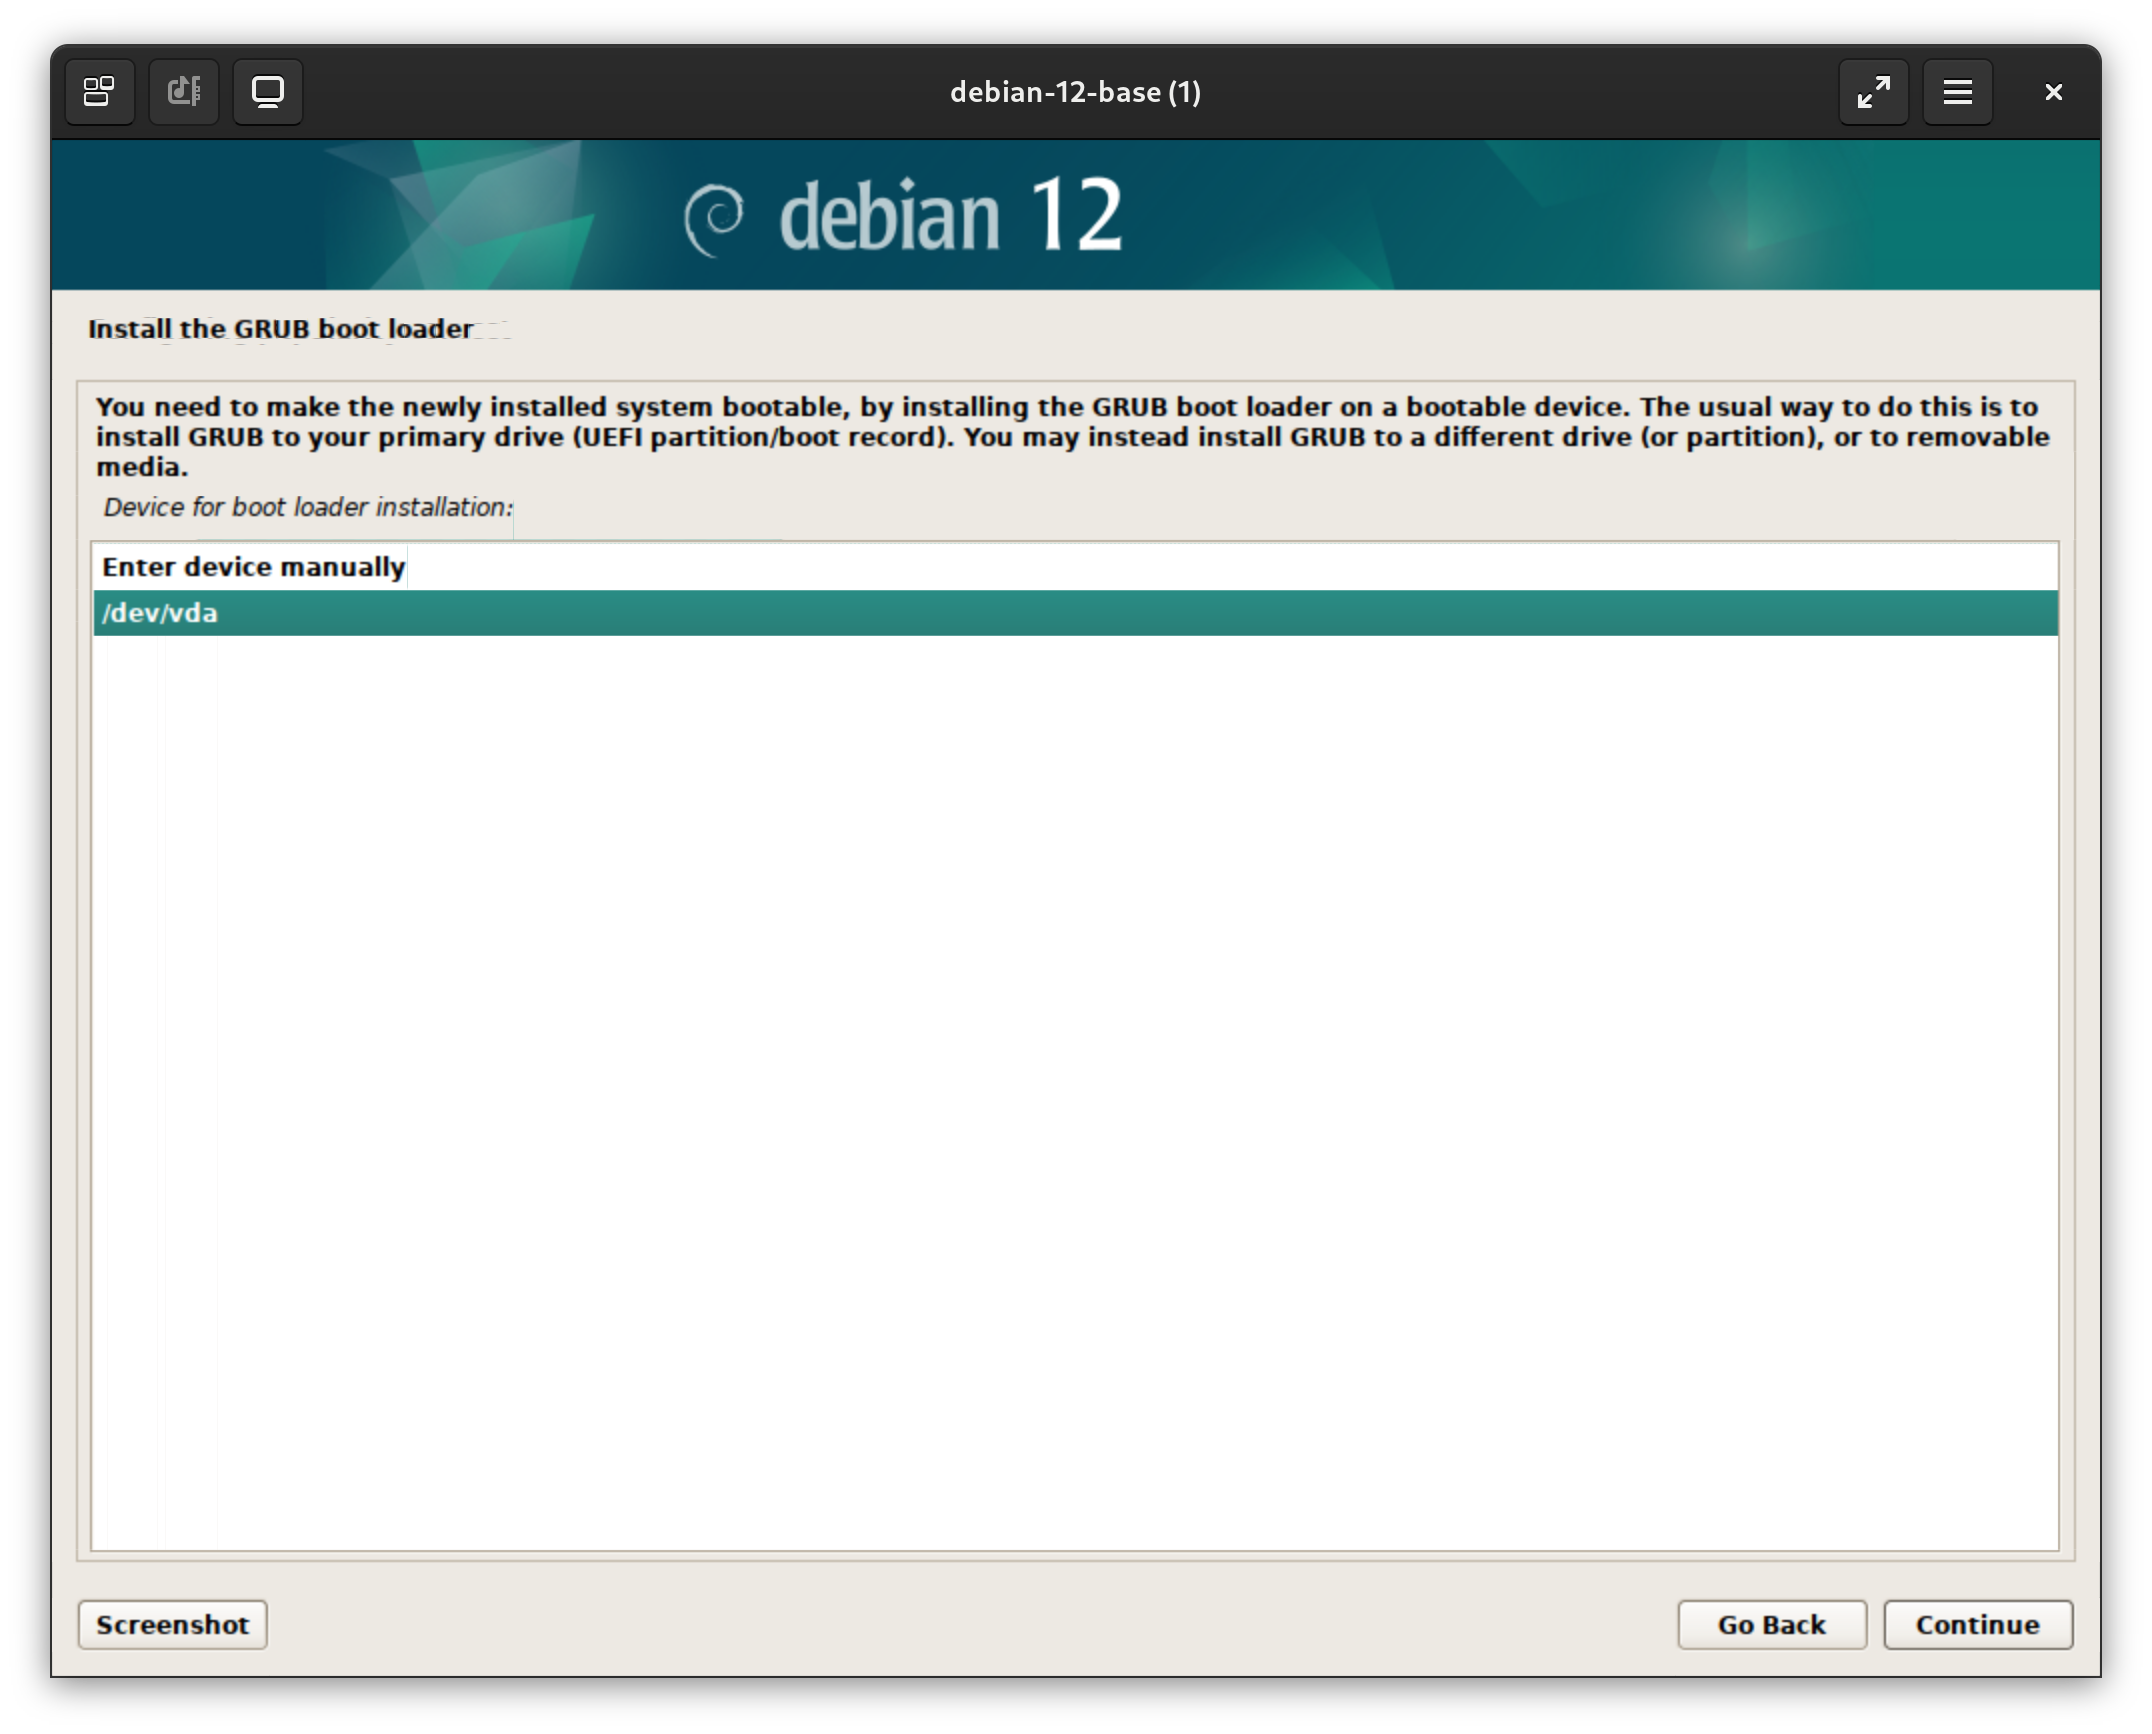 debian-12-base (1)
debian 12
Install the GRUB boot loader
You need to make the newly installed system bootable, by installing the GRUB boot loader on a bootable device. The usual way to do this is to
install GRUB to your primary drive (UEFI partition/boot record). You may instead install GRUB to a different drive (or partition), or to removable
media.
Device for boot loader installation:
Enter device manually
/dev/vda
Screenshot
Go Back
Continue